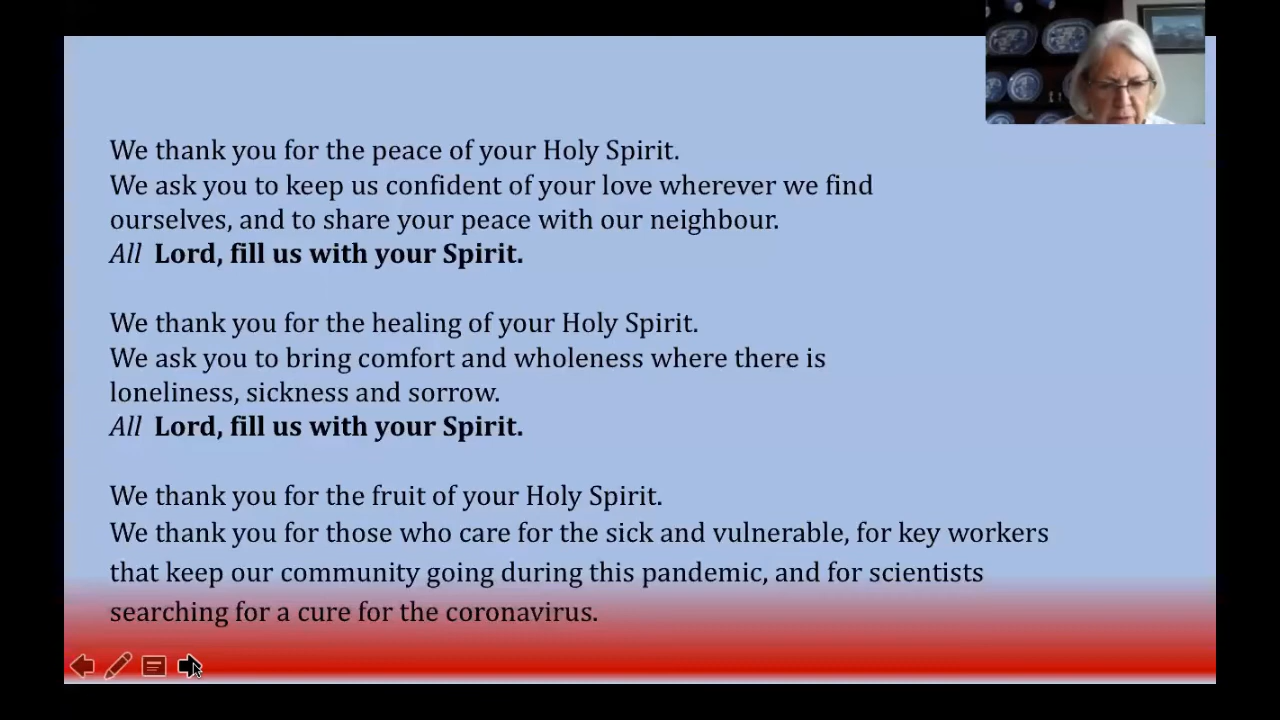 We thank you for the peace of your Holy Spirit.
We ask you to keep us confident of your love wherever we find
ourselves, and to share your peace with our neighbour.
All Lord, fill us with your Spirit.
We thank you for the healing of your Holy Spirit.
We ask you to bring comfort and wholeness where there is
loneliness, sickness and sorrow.
All Lord, fill us with your Spirit.
We thank you for the fruit of your Holy Spirit.
We thank you for those who care for the sick and vulnerable, for key workers
that keep our community going during this pandemic, and for scientists
searching for a cure for the coronavirus.